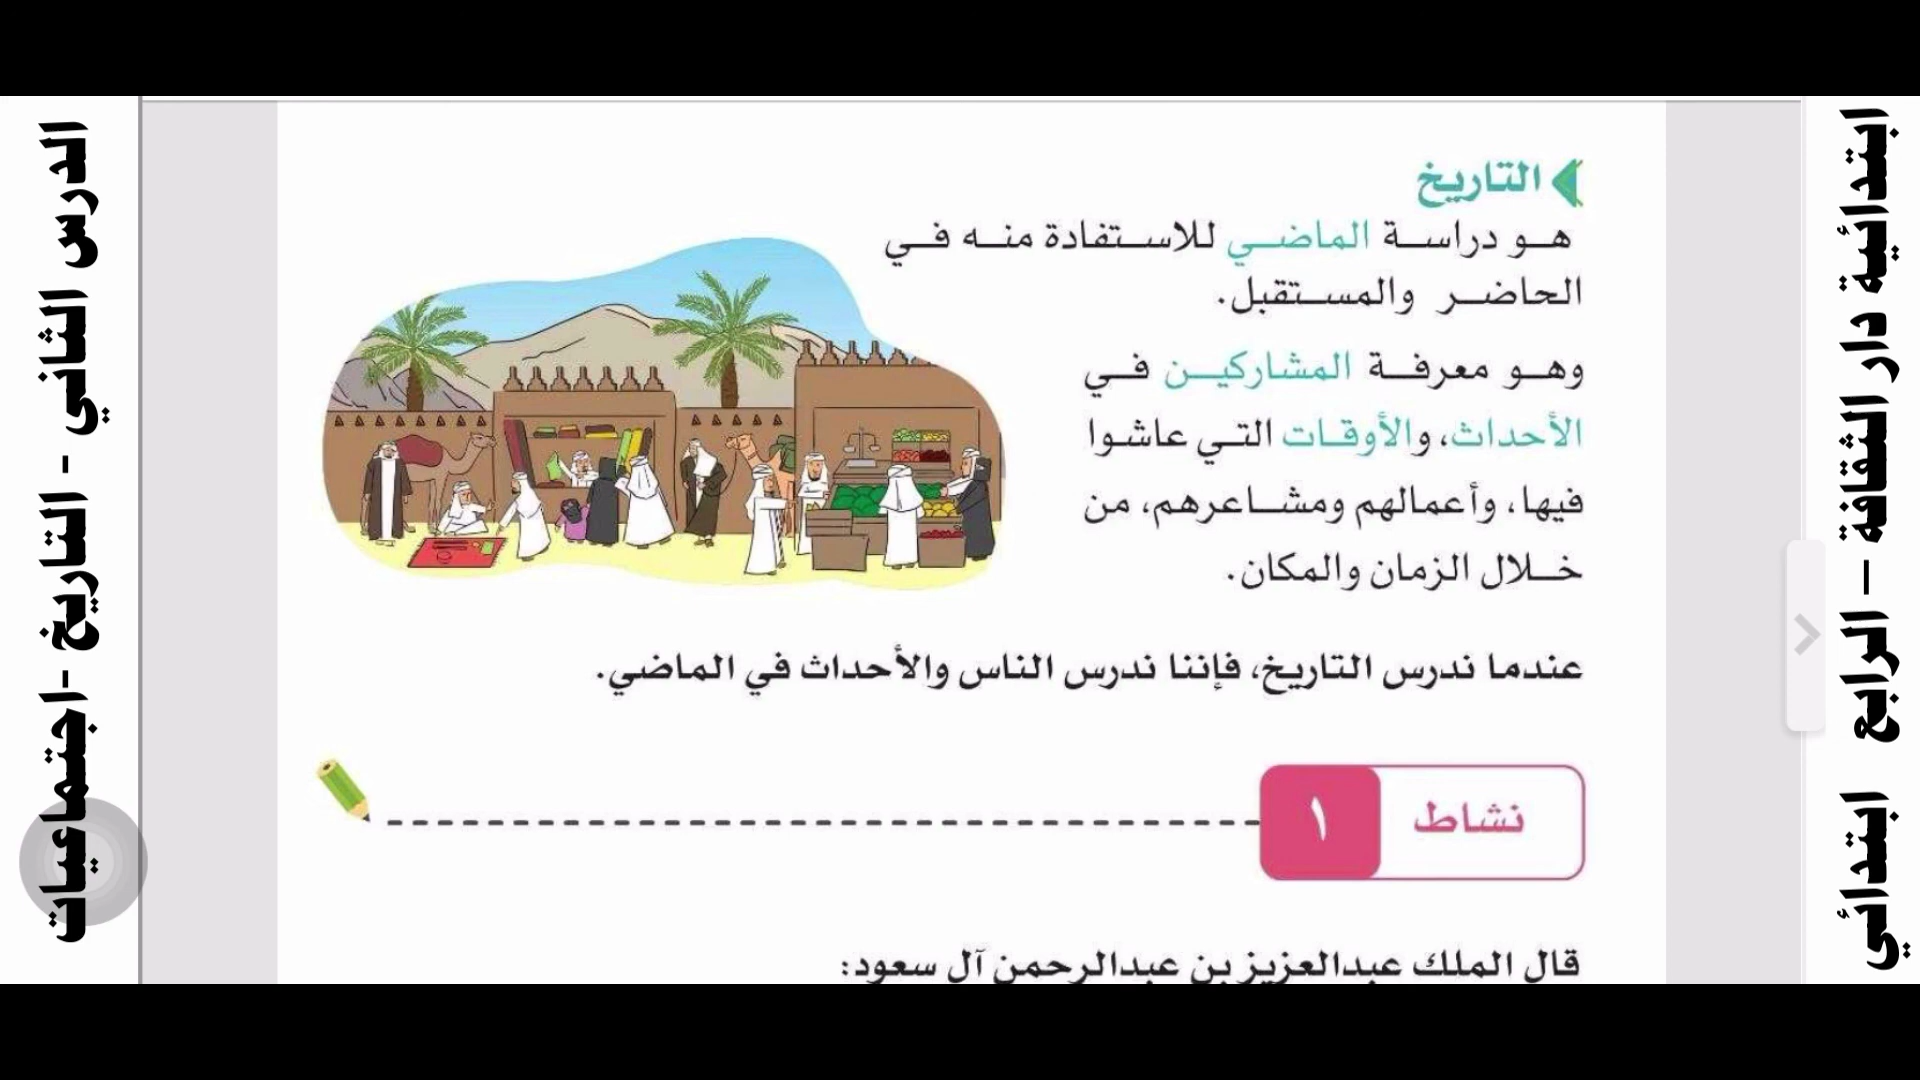 ابتدائية دار الثقافة – الرابع ابتدائي
التاريخ
هو دراسة الماضي للاستفادة منه في
الحاضر والمستقبل.
وهو معرفة المشاركين في
الأحداث، والأوقات التي عاشوا
فيها، وأعمالهم ومشاعرهم، من
خلال الزمان والمكان.
عندما ندرس التاريخ، فإننا ندرس الناس والأحداث في الماضي.
نشاط ١
قال الملك عبدالعزيز بن عبدالرحمن آل سعود:
الدرس الثاني - التاريخ -اجتماعيات